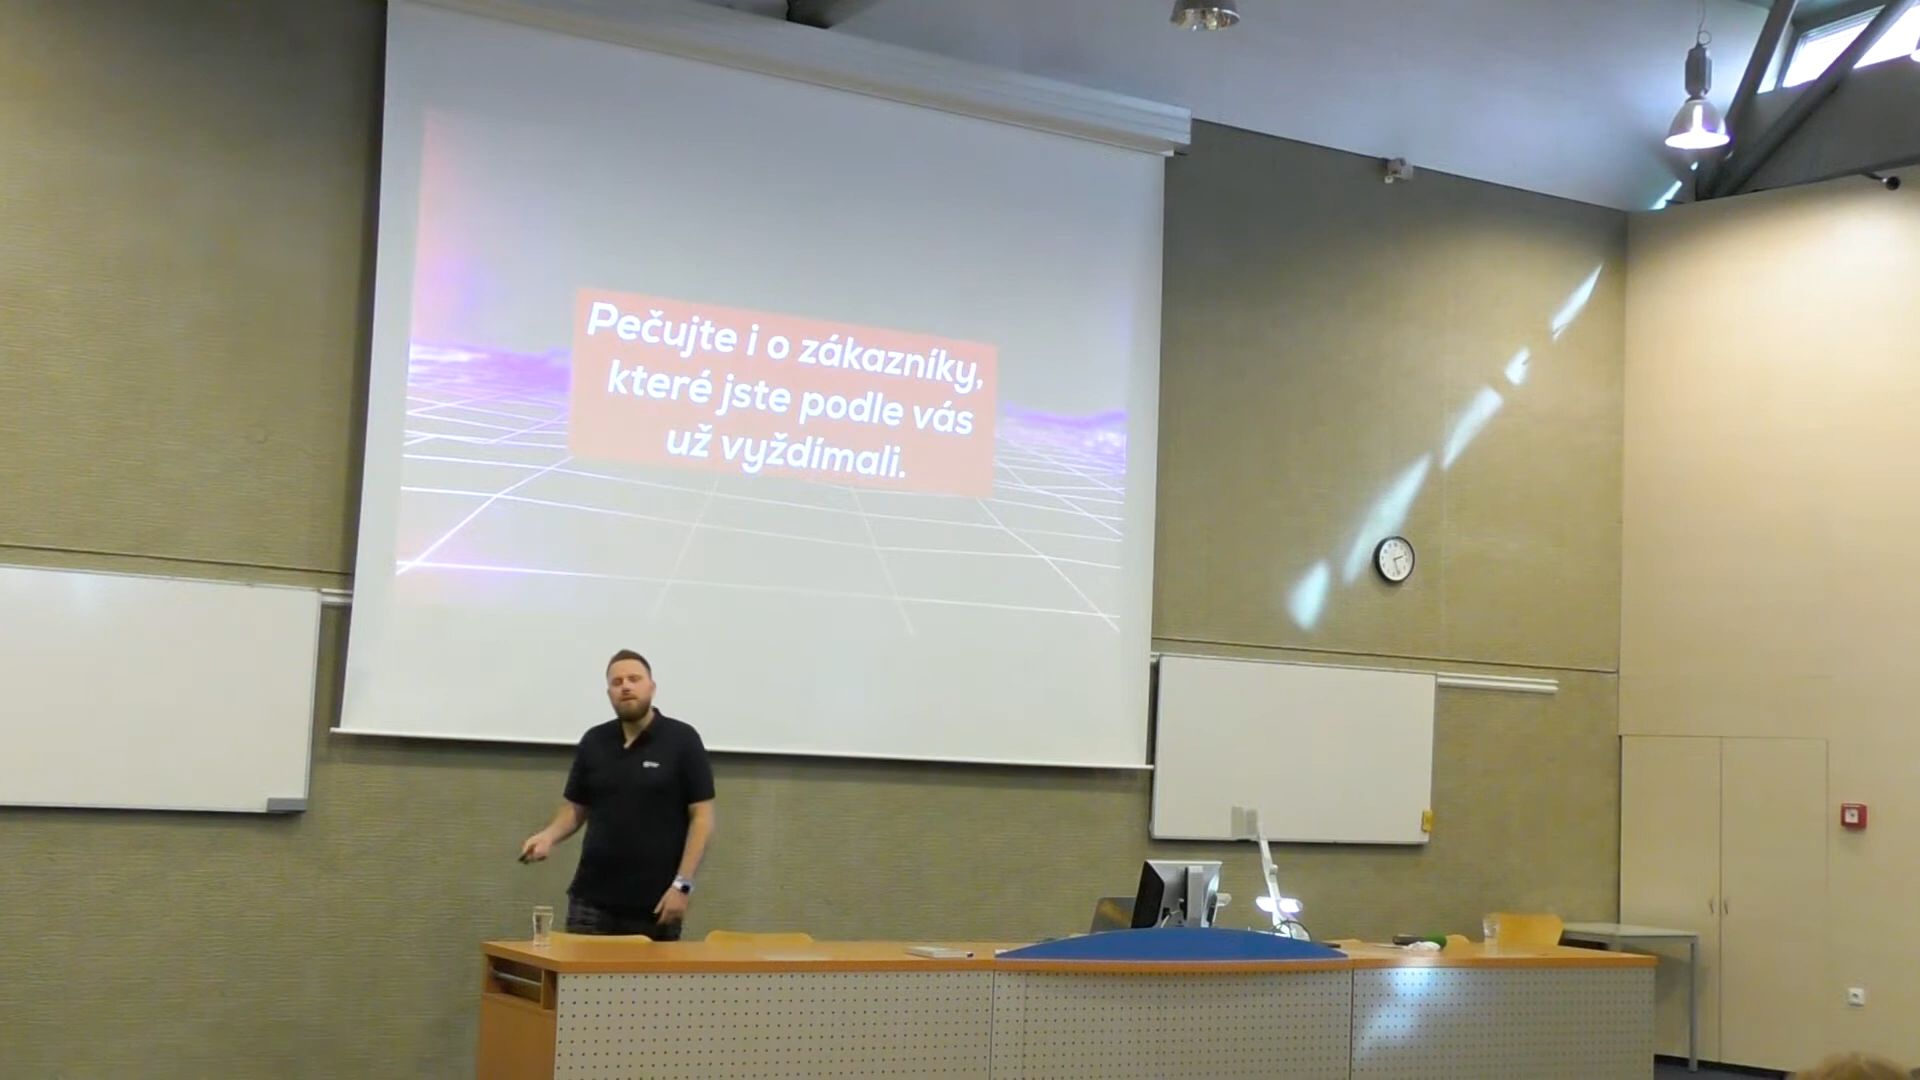 Pečujte i o zákazníky,
které jste podle vás
už vyždímali.